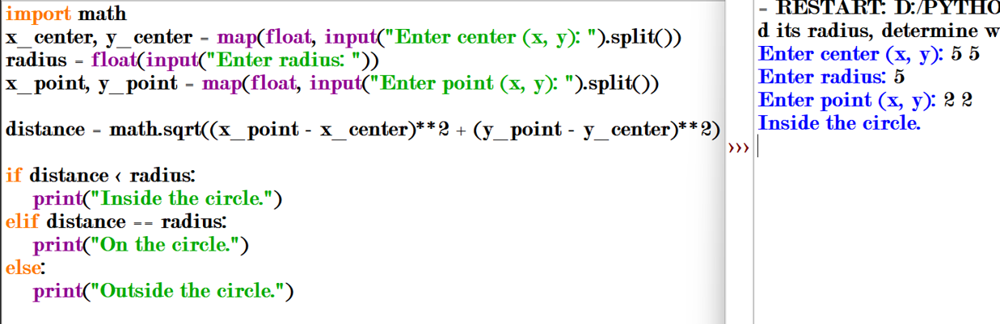 import math
x_center, y_center = map(float, input("Enter center (x, y): ").split())
radius = float(input("Enter radius: "))
x_point, y_point = map(float, input("Enter point (x, y): ").split())
distance = math.sqrt((x_point - x_center)**2 + (y_point - y_center)**2)
if distance < radius:
    print("Inside the circle.")
elif distance == radius:
    print("On the circle.")
else:
    print("Outside the circle.")
= RESTART: D:/PYTHO
d its radius, determine w
Enter center (x, y): 5 5
Enter radius: 5
Enter point (x, y): 2 2
Inside the circle.
>>>